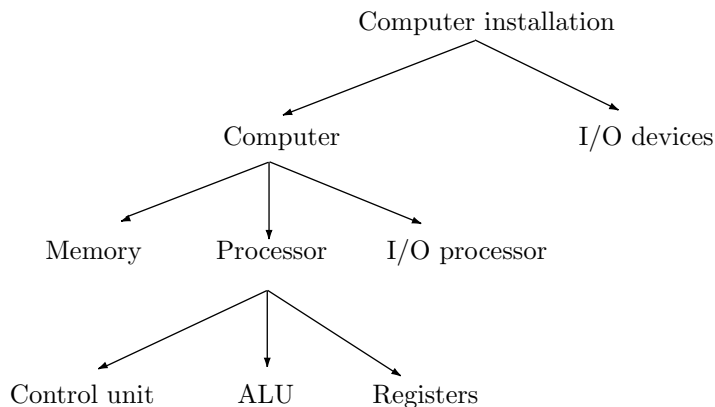 Computer installation
Computer I/O devices
Memory Processor I/O processor
Control unit ALU Registers